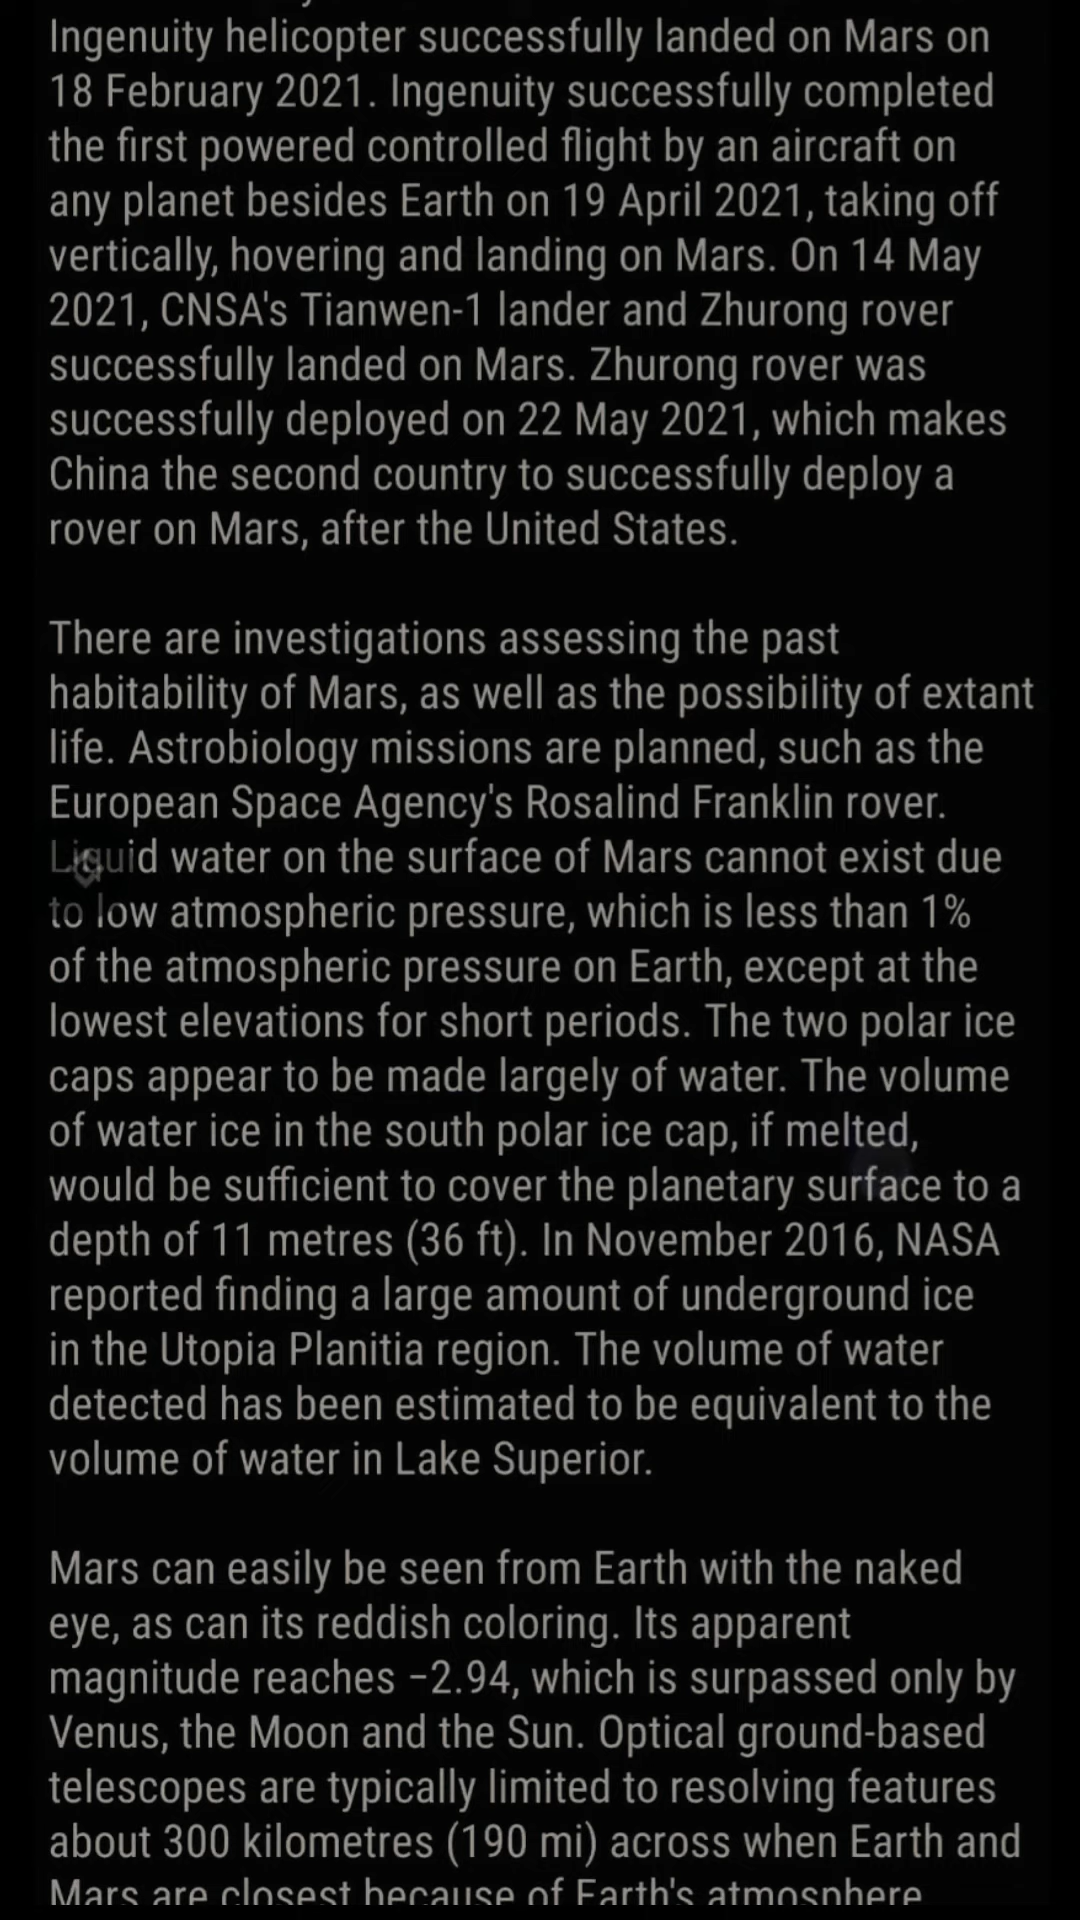 Ingenuity helicopter successfully landed on Mars on
18 February 2021. Ingenuity successfully completed
the first powered controlled flight by an aircraft on
any planet besides Earth on 19 April 2021, taking off
vertically, hovering and landing on Mars. On 14 May
2021, CNSA's Tianwen-1 lander and Zhurong rover
successfully landed on Mars. Zhurong rover was
successfully deployed on 22 May 2021, which makes
China the second country to successfully deploy a
rover on Mars, after the United States.
There are investigations assessing the past
habitability of Mars, as well as the possibility of extant
life. Astrobiology missions are planned, such as the
European Space Agency's Rosalind Franklin rover.
Liquid water on the surface of Mars cannot exist due
to low atmospheric pressure, which is less than 1%
of the atmospheric pressure on Earth, except at the
lowest elevations for short periods. The two polar ice
caps appear to be made largely of water. The volume
of water ice in the south polar ice cap, if melted,
would be sufficient to cover the planetary surface to a
depth of 11 metres (36 ft). In November 2016, NASA
reported finding a large amount of underground ice
in the Utopia Planitia region. The volume of water
detected has been estimated to be equivalent to the
volume of water in Lake Superior.
Mars can easily be seen from Earth with the naked
eye, as can its reddish coloring. Its apparent
magnitude reaches −2.94, which is surpassed only by
Venus, the Moon and the Sun. Optical ground-based
telescopes are typically limited to resolving features
about 300 kilometres (190 mi) across when Earth and
Mars are closest because of Earth's atmosphere